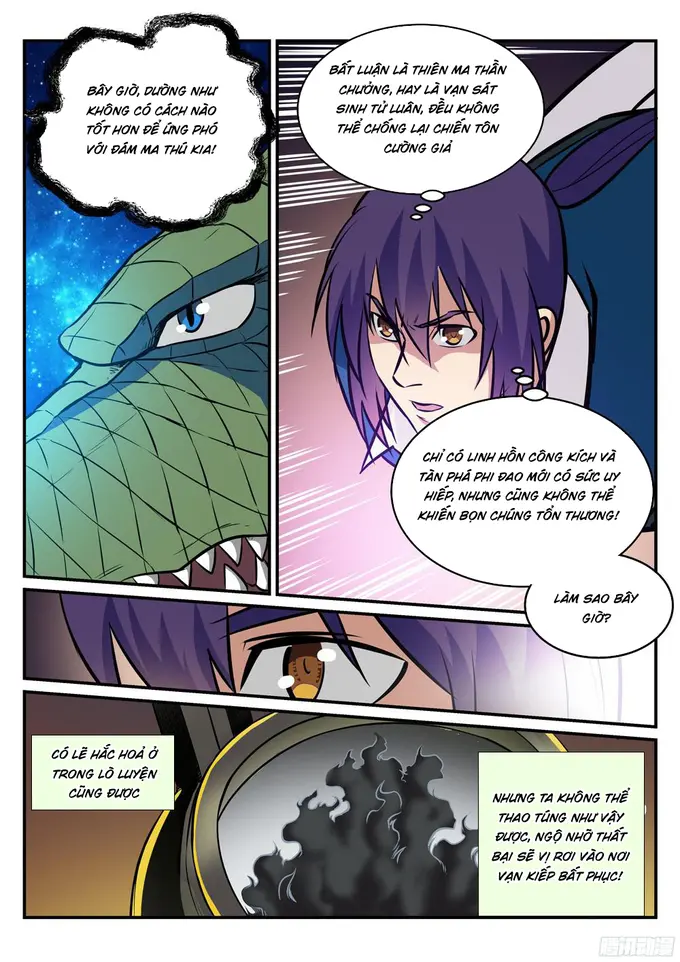 BÂY GIỜ, DƯỜNG NHƯ
KHÔNG CÓ CÁCH NÀO
TỐT HƠN ĐỂ ỨNG PHÓ
VỚI ĐÁM MA THÚ KIA!
BẤT LUẬN LÀ THIÊN MA THẦN
CHƯỞNG, HAY LÀ VẠN SÁT
SINH TỬ LUÂN, ĐỀU KHÔNG
THỂ CHỐNG LẠI CHIẾN TÔN
CƯỜNG GIẢ
CHỈ CÓ LINH HỒN CÔNG KÍCH VÀ
TÀN PHÁ PHI ĐAO MỚI CÓ SỨC UY
HIẾP, NHƯNG CŨNG KHÔNG THỂ
KHIẾN BỌN CHÚNG TỔN THƯƠNG!
LÀM SAO BÂY
GIỜ?
CÓ LẼ HẮC HOẢ Ở
TRONG LÒ LUYỆN
CŨNG ĐƯỢC
NHƯNG TA KHÔNG THỂ
THAO TÚNG NHƯ VẬY
ĐƯỢC, NGỘ NHỠ THẤT
BẠI SẼ VỊ RƠI VÀO NƠI
VẠN KIẾP BẤT PHỤC!
腾讯动漫